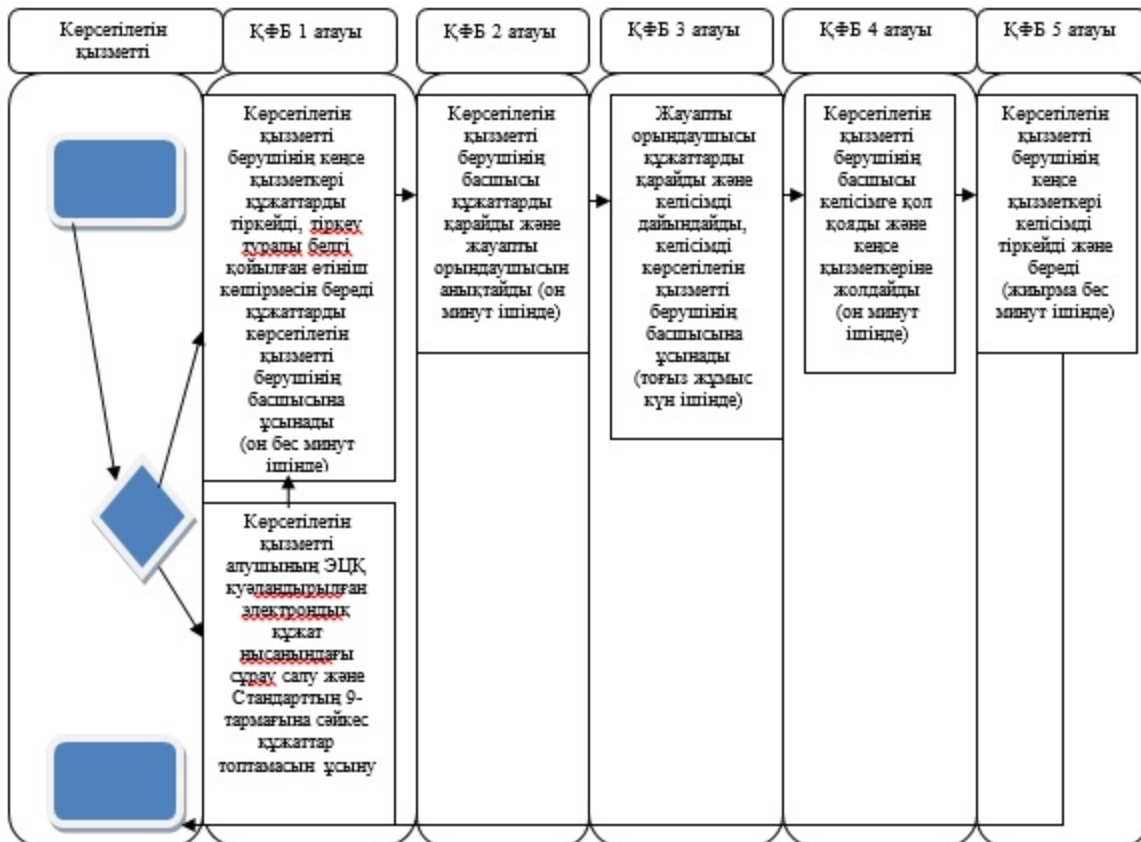 Көрсетілетін
қызметті
ҚФБ 1 атауы
ҚФБ 2 атауы
ҚФБ 3 атауы
ҚФБ 4 атауы
ҚФБ 5 атауы
Көрсетілетін
қызметті
берушінің кеңсе
қызметкері
құжаттарды
тіркейді, тіркеу
туралы белгі
қойылған өтініш
көшірмесін береді
құжаттарды
көрсетілетін
қызметті
берушінің
басшысына
ұсынады
(он бес минут
ішінде)
Көрсетілетін
қызметті
алушының ЭЦҚ
куәландырылған
электрондық
құжат
нысанындағы
сұрау салу және
Стандарттың 9-
тармағына сәйкес
құжаттар
топтамасын ұсыну
Көрсетілетін
қызметті
берушінің
басшысы
құжаттарды
қарайды және
жауапты
орындаушысын
анықтайды (он
минут ішінде)
Жауапты
орындаушысы
құжаттарды
қарайды және
келісімді
дайындайды,
келісімді
көрсетілетін
қызметті
берушінің
басшысына
ұсынады
(тоғыз жұмыс
күн ішінде)
Көрсетілетін
қызметті
берушінің
басшысы
келісімге қол
қояды және
кеңсе
қызметкеріне
жолдайды
(он минут
ішінде)
Көрсетілетін
қызметті
берушінің
кеңсе
қызметкері
келісімді
тіркейді және
береді
(жиырма бес
минут ішінде)